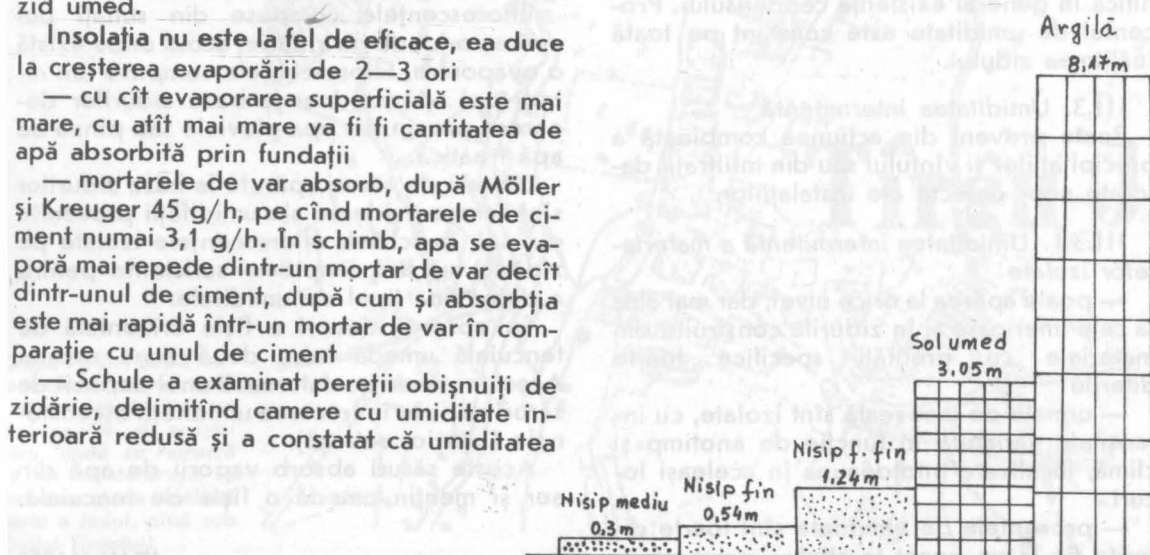 zid umed.
Insolația nu este la fel de eficace, ea duce
la creșterea evaporării de 2—3 ori
— cu cît evaporarea superficială este mai
mare, cu atît mai mare va fi fi cantitatea de
apă absorbită prin fundații
— mortarele de var absorb, după Möller
și Kreuge, 45 g/h, pe cînd mortarele de ci-
ment numai 3,1 g/h. În schimb, apa se eva-
poră mai repede dintr-un mortar de var decît
dintr-unul de ciment, după cum și absorbția
este mai rapidă într-un mortar de var în com-
parație cu unul de ciment
— Schüle a examinat pereții obișnuiți de
zidărie, delimitînd camere cu umiditate in-
terioară redusă și a constatat că umiditatea
Argilă
8,17m
Sol umed
3.05m
Nisip f. fin
1,24m
Nisip fin
0,54m
Nisip mediu
0,3m